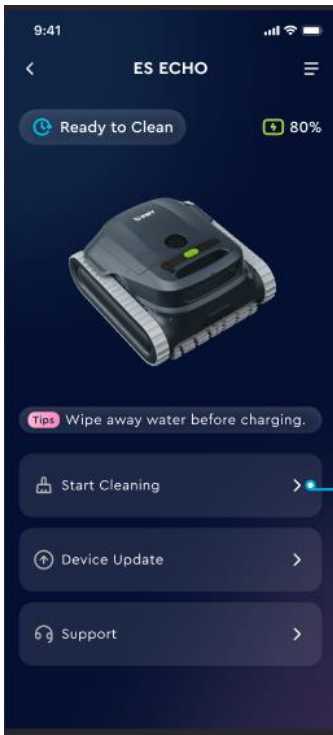 9:41
ES ECHO
Ready to Clean
80%
Tips Wipe away water before charging.
Start Cleaning
Device Update
Support